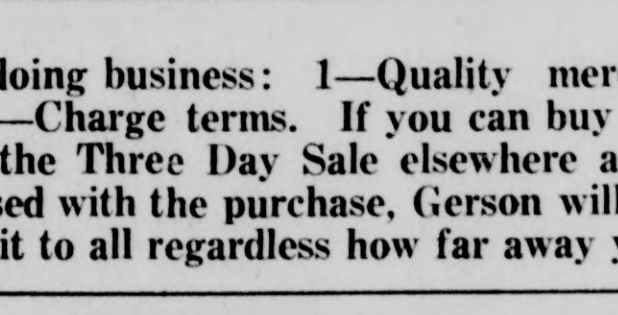 doing business: 1—Quality mer
—Charge terms. If you can buy
the Three Day Sale elsewhere a
sed with the purchase, Gerson will
it to all regardless how far away y